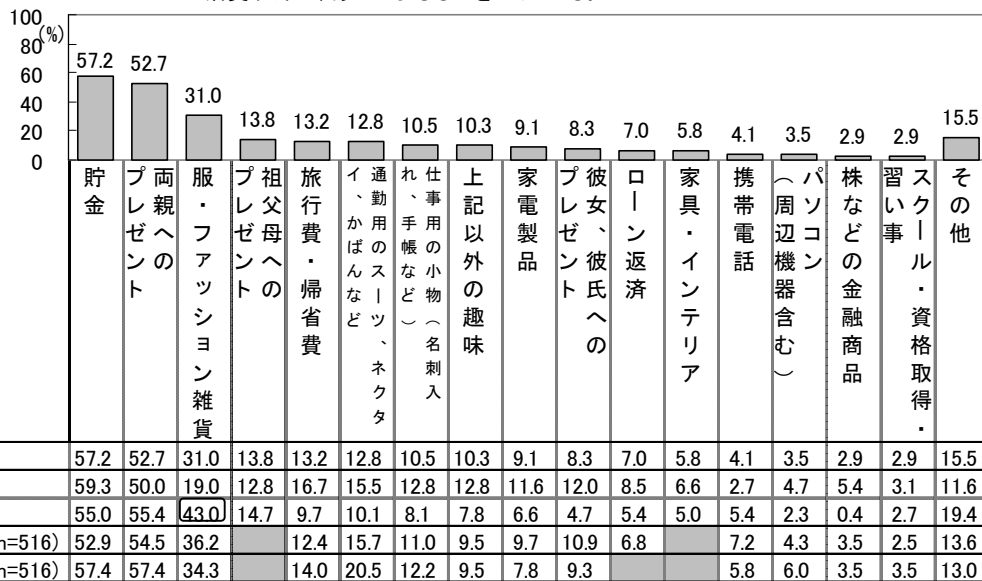 100
(%)
80
60
40
20
0
57.2 52.7 31.0 13.8 13.2 12.8 10.5 10.3 9.1 8.3 7.0 5.8 4.1 3.5 2.9 2.9 15.5
貯金
両親への
プレゼント
服・ファッション雑貨
祖父母への
プレゼント
旅行費・帰省費
通勤用のスーツ、ネクタ
イ、かばんなど
仕事用の小物(名刺入
れ、手帳など)
上記以外の趣味
家電製品
彼女、彼氏への
プレゼント
ローン返済
家具・インテリア
携帯電話
パソコン
(周辺機器含む)
株などの金融商品
スクール・資格取得・
習い事
その他
57.2 52.7 31.0 13.8 13.2 12.8 10.5 10.3 9.1 8.3 7.0 5.8 4.1 3.5 2.9 2.9 15.5
59.3 50.0 19.0 12.8 16.7 15.5 12.8 12.8 11.6 12.0 8.5 6.6 2.7 4.7 5.4 3.1 11.6
55.0 55.4 43.0 14.7 9.7 10.1 8.1 7.8 6.6 4.7 5.4 5.0 5.4 2.3 0.4 2.7 19.4
n=516) 52.9 54.5 36.2 12.4 15.7 11.0 9.5 9.7 10.9 6.8 7.2 4.3 3.5 2.5 13.6
n=516) 57.4 57.4 34.3 14.0 20.5 12.2 9.5 7.8 9.3 5.8 6.0 3.5 3.5 13.0